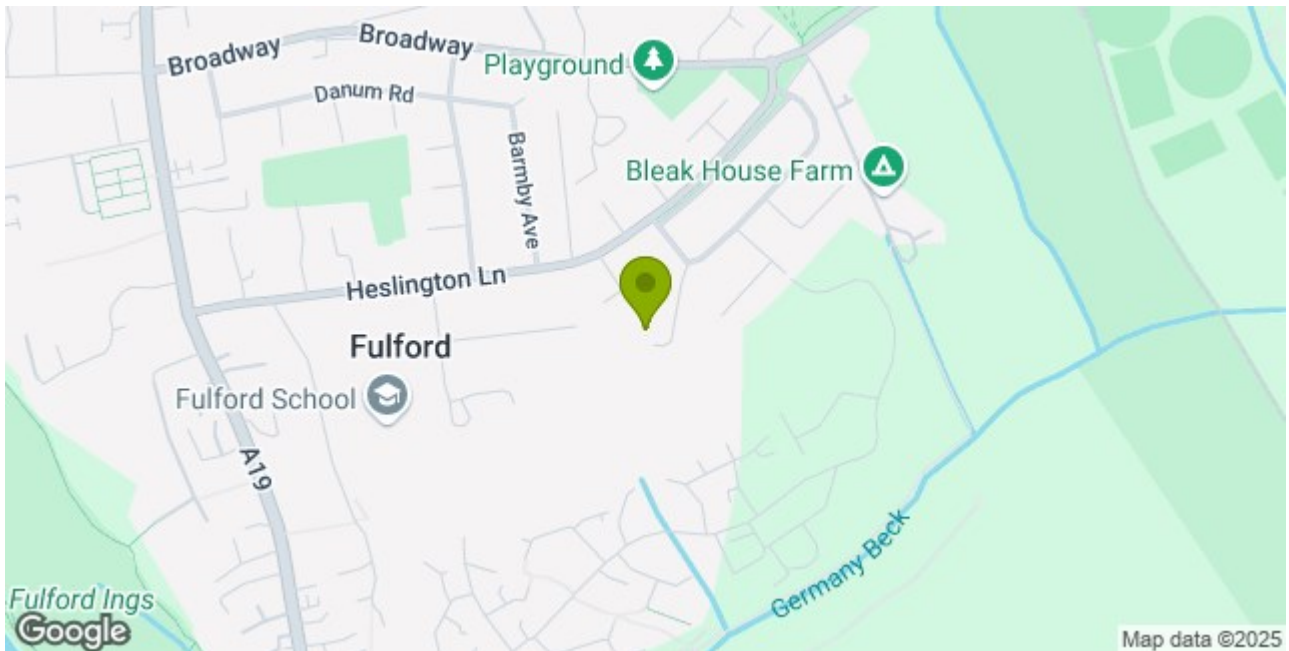 Broadway
Broadway
Playground
Danum Rd
Barmby Ave
Bleak House Farm
Heslington Ln
Fulford
Fulford School
A19
Germany Beck
Fulford Ings
Google
Map data ©2025